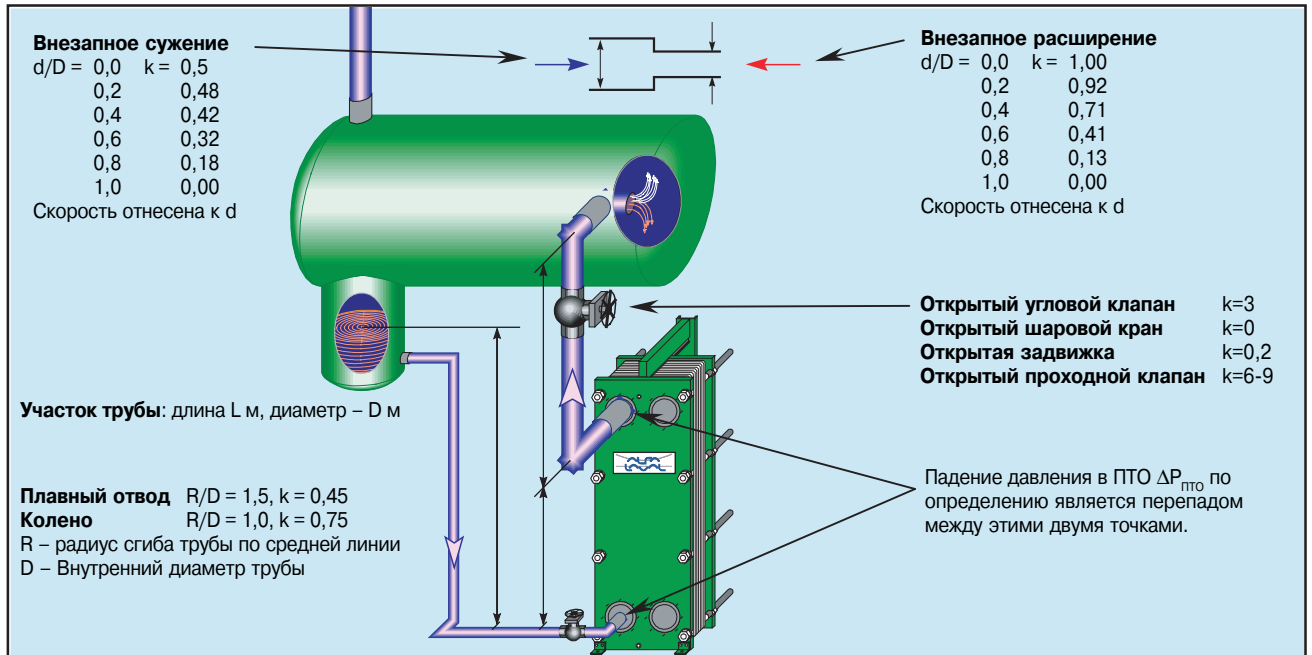 Внезапное сужение
d/D = 0,0 k = 0,5
0,2 0,48
0,4 0,42
0,6 0,32
0,8 0,18
1,0 0,00
Скорость отнесена к d
Внезапное расширение
d/D = 0,0 k = 1,00
0,2 0,92
0,4 0,71
0,6 0,41
0,8 0,13
1,0 0,00
Скорость отнесена к d
Открытый угловой клапан k=3
Открытый шаровой кран k=0
Открытая задвижка k=0,2
Открытый проходной клапан k=6-9
Участок трубы: длина L м, диаметр – D м
Плавный отвод R/D = 1,5, k = 0,45
Колено R/D = 1,0, k = 0,75
R – радиус сгиба трубы по средней линии
D – Внутренний диаметр трубы
Падение давления в ПТО ΔPпто по
определению является перепадом
между этими двумя точками.